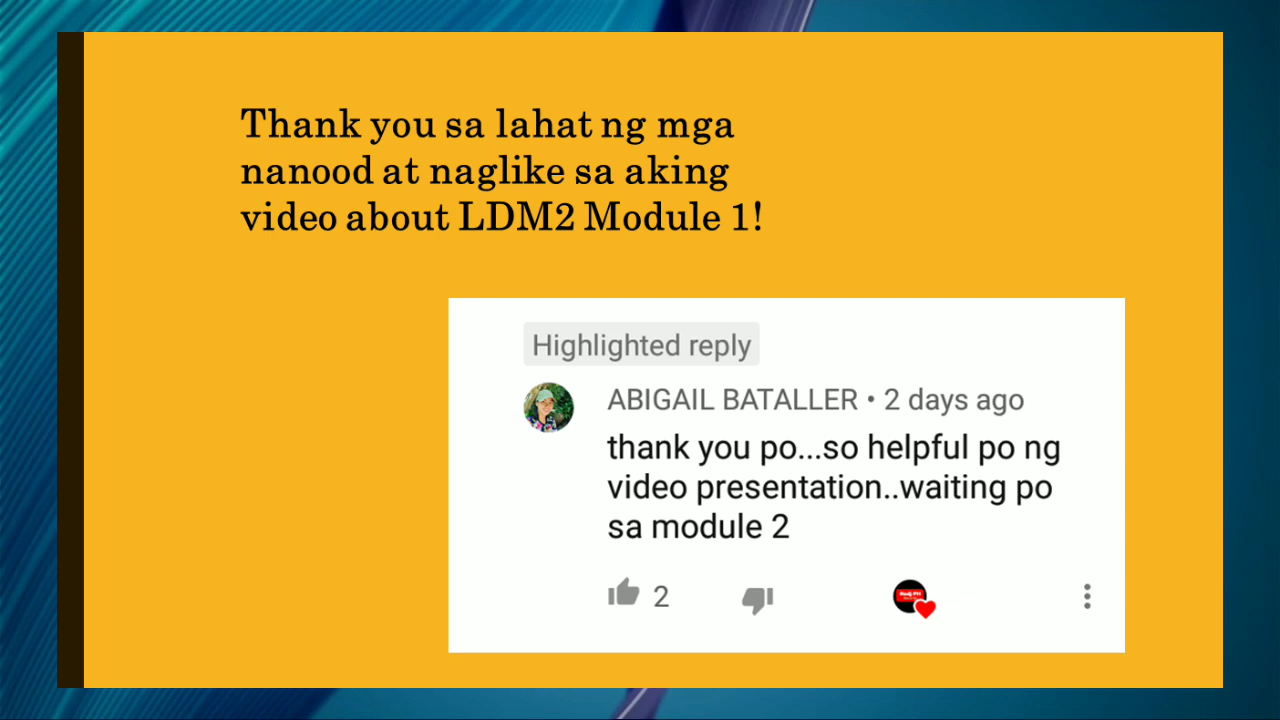 Thank you sa lahat ng mga
nanood at naglike sa aking
video about LDM2 Module 1!
Highlighted reply
ABIGAIL BATALLER • 2 days ago
thank you po...so helpful po ng
video presentation..waiting po
sa module 2
2